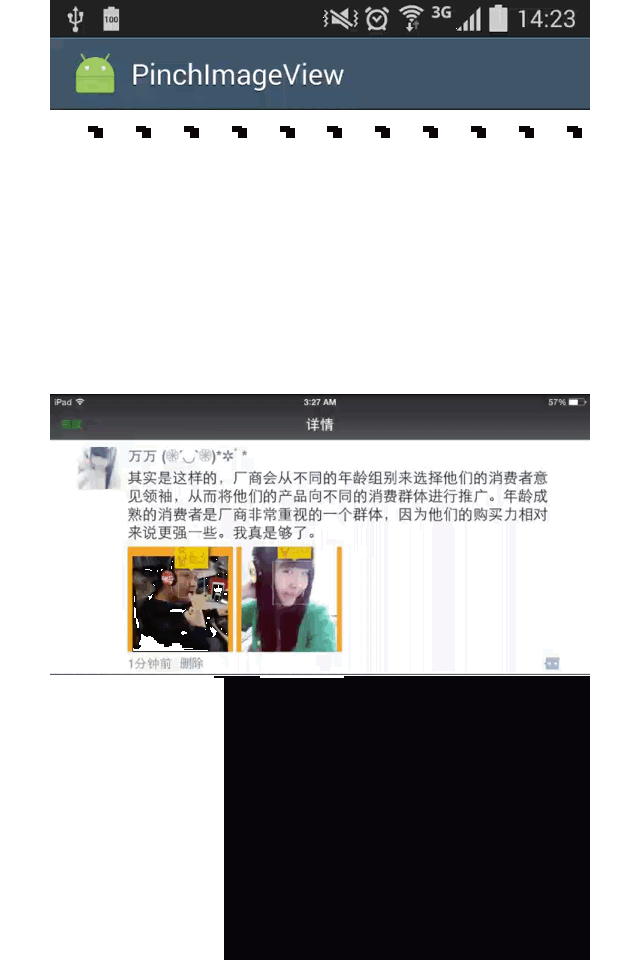 100
3G
14:23
PinchImageView
iPad
3:27 AM
57%
详情
万万 (❀´◡`❀)*✲ﾟ*
其实是这样的，厂商会从不同的年龄组别来选择他们的消费者意
见领袖，从而将他们的产品向不同的消费群体进行推广。年龄成
熟的消费者是厂商非常重视的一个群体，因为他们的购买力相对
来说更强一些。我真是够了。
1分钟前 删除